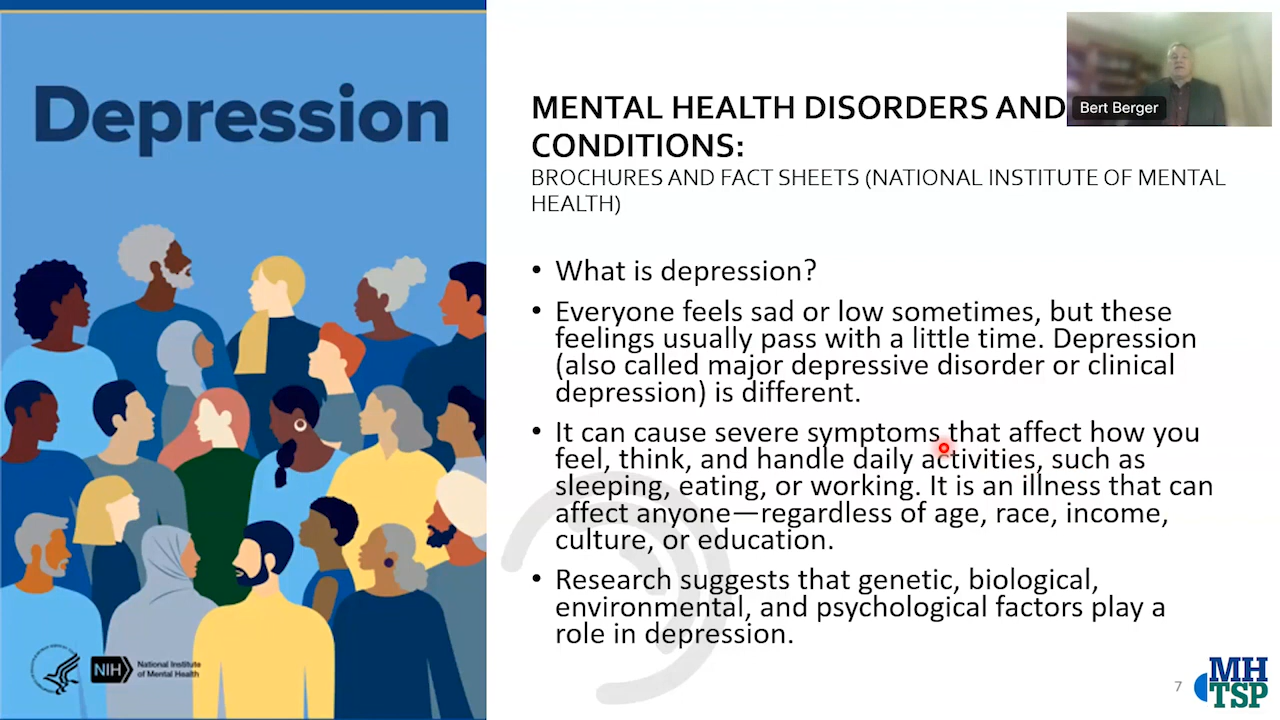 Depression
National Institute
of Mental Health
NIH
MENTAL HEALTH DISORDERS AND
CONDITIONS:
BROCHURES AND FACT SHEETS (NATIONAL INSTITUTE OF MENTAL
HEALTH)
• What is depression?
• Everyone feels sad or low sometimes, but these
feelings usually pass with a little time. Depression
(also called major depressive disorder or clinical
depression) is different.
• It can cause severe symptoms that affect how you
feel, think, and handle daily activities, such as
sleeping, eating, or working. It is an illness that can
affect anyone—regardless of age, race, income,
culture, or education.
• Research suggests that genetic, biological,
environmental, and psychological factors play a
role in depression.
Bert Berger
7
MH
TSP